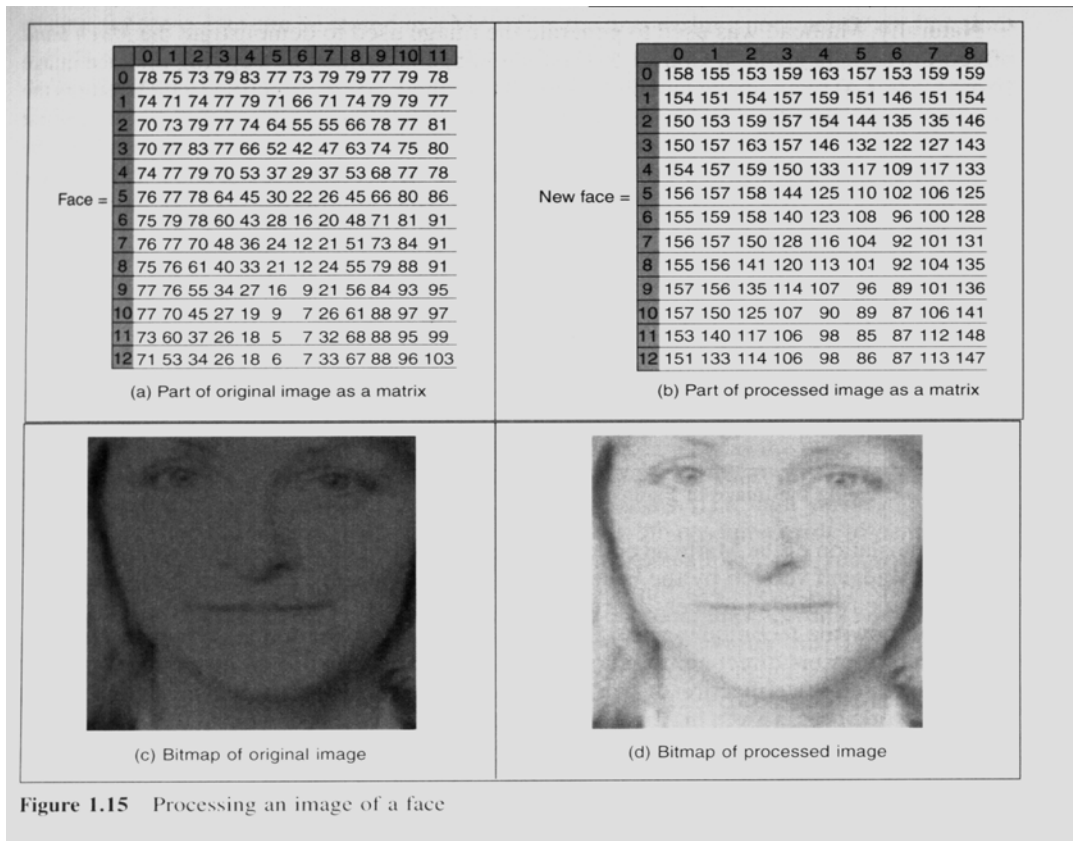 0 1 2 3 4 5 6 7 8 9 10 11
0 78 75 73 79 83 77 73 79 79 77 79 78
1 74 71 74 77 79 71 66 71 74 79 79 77
2 70 73 79 77 74 64 55 55 66 78 77 81
3 70 77 83 77 66 52 42 47 63 74 75 80
4 74 77 79 70 53 37 29 37 53 68 77 78
Face = 5 76 77 78 64 45 30 22 26 45 66 80 86
6 75 79 78 60 43 28 16 20 48 71 81 91
7 76 77 70 48 36 24 12 21 51 73 84 91
8 75 76 61 40 33 21 12 24 55 79 88 91
9 77 76 55 34 27 16 9 21 56 84 93 95
10 77 70 45 27 19 9 7 26 61 88 97 97
11 73 60 37 26 18 5 7 32 68 88 95 99
12 71 53 34 26 18 6 7 33 67 88 96 103
(a) Part of original image as a matrix
0 1 2 3 4 5 6 7 8
0 158 155 153 159 163 157 153 159 159
1 154 151 154 157 159 151 146 151 154
2 150 153 159 157 154 144 135 135 146
3 150 157 163 157 146 132 122 127 143
4 154 157 159 150 133 117 109 117 133
New face = 5 156 157 158 144 125 110 102 106 125
6 155 159 158 140 123 108 96 100 128
7 156 157 150 128 116 104 92 101 131
8 155 156 141 120 113 101 92 104 135
9 157 156 135 114 107 96 89 101 136
10 157 150 125 107 90 89 87 106 141
11 153 140 117 106 98 85 87 112 148
12 151 133 114 106 98 86 87 113 147
(b) Part of processed image as a matrix
(c) Bitmap of original image
(d) Bitmap of processed image
Figure 1.15 Processing an image of a face